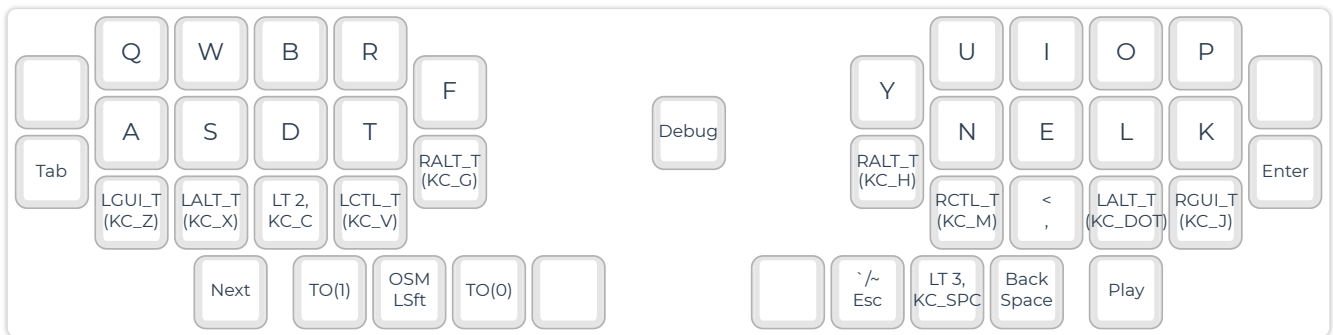 Q W B R U I O P
F Y
A S D T Debug N E L K
Tab RALT_T RALT_T Enter
(KC_G) (KC_H)
LGUI_T LALT_T LT 2, LCTL_T RCTL_T < LALT_T RGUI_T
(KC_Z) (KC_X) KC_C (KC_V) (KC_M) , (KC_DOT) (KC_J)
OSM `/~ LT 3, Back
Next TO(1) TO(0) Play
LSft Esc KC_SPC Space